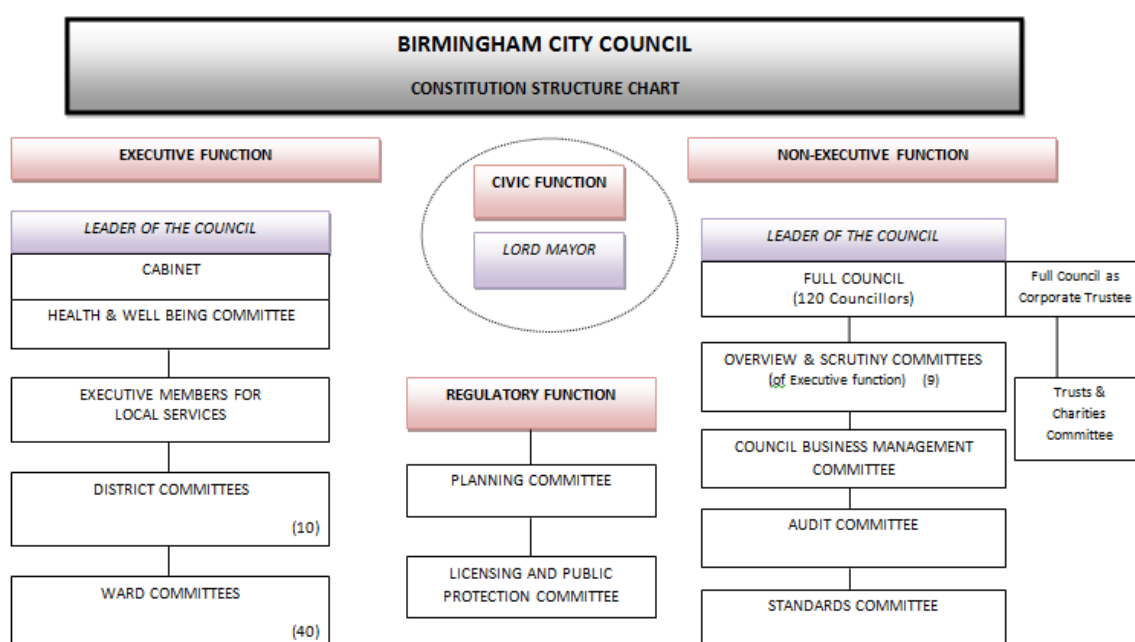 BIRMINGHAM CITY COUNCIL
CONSTITUTION STRUCTURE CHART
EXECUTIVE FUNCTION
LEADER OF THE COUNCIL
CABINET
HEALTH & WELL BEING COMMITTEE
EXECUTIVE MEMBERS FOR
LOCAL SERVICES
DISTRICT COMMITTEES
(10)
WARD COMMITTEES
(40)
CIVIC FUNCTION
LORD MAYOR
REGULATORY FUNCTION
PLANNING COMMITTEE
LICENSING AND PUBLIC
PROTECTION COMMITTEE
NON-EXECUTIVE FUNCTION
LEADER OF THE COUNCIL
FULL COUNCIL
(120 Councillors)
Full Council as
Corporate Trustee
OVERVIEW & SCRUTINY COMMITTEES
(of Executive function) (9)
Trusts &
Charities
Committee
COUNCIL BUSINESS MANAGEMENT
COMMITTEE
AUDIT COMMITTEE
STANDARDS COMMITTEE